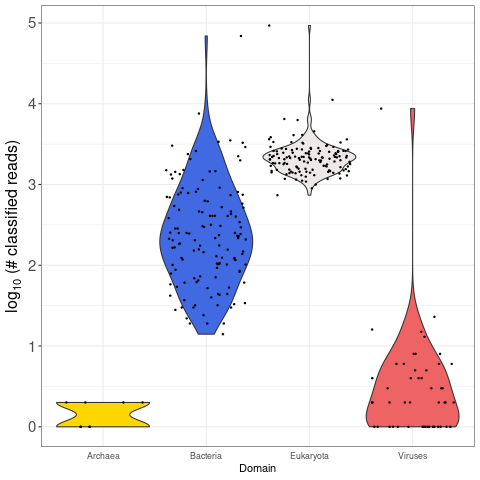 5
4
3
2
1
0
log10 (# classified reads)
Archaea Bacteria Eukaryota Viruses
Domain